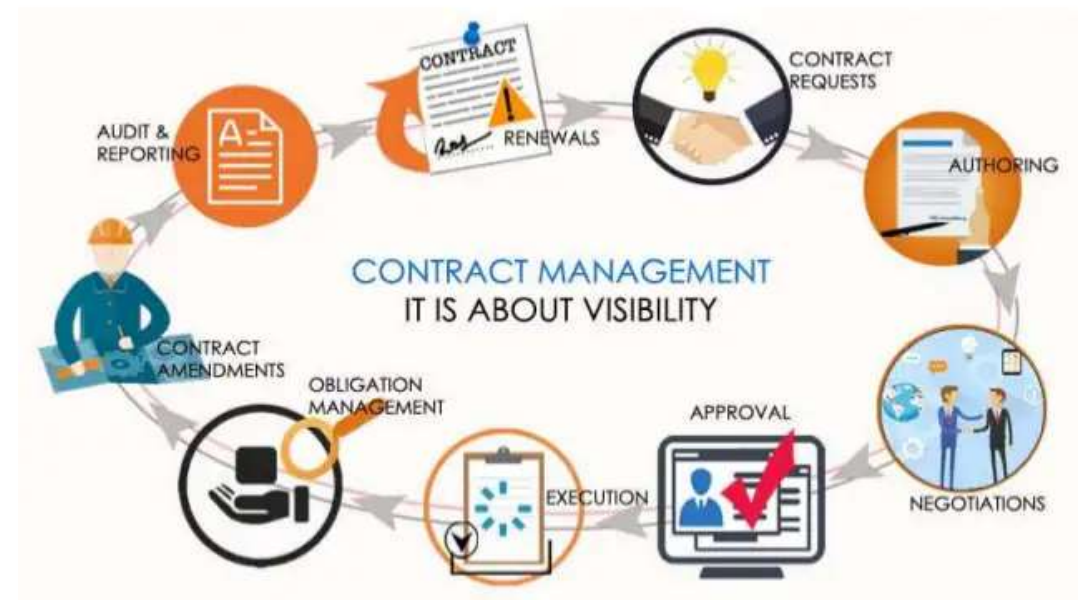 CONTRACT
RENEWALS
CONTRACT
REQUESTS
AUTHORING
NEGOTIATIONS
APPROVAL
EXECUTION
OBLIGATION
MANAGEMENT
CONTRACT
AMENDMENTS
AUDIT &
REPORTING
A-
CONTRACT MANAGEMENT
IT IS ABOUT VISIBILITY